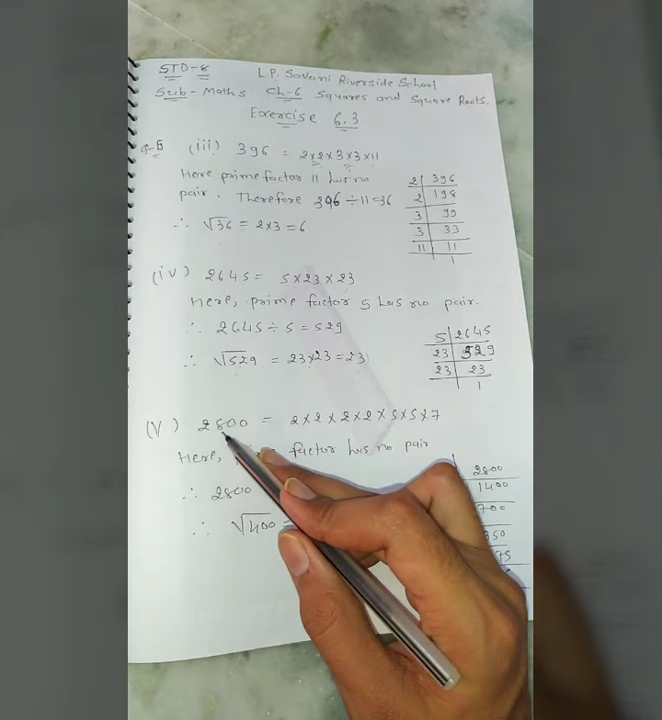 STD-8
L.P. Savani Riverside School
Sub - Maths Ch-6 Squares and Square Roots.
Exercise 6.3
Q-6 (iii) 396 = 2×2×3×3×11
Here prime factor 11 has no
pair. Therefore 396 ÷ 11 = 36
∴ √36 = 2×3 = 6
2 | 396
2 | 198
3 | 99
3 | 33
11 | 11
1
(iv) 2645 = 5×23×23
Here, prime factor 5 has no pair.
∴ 2645 ÷ 5 = 529
∴ √529 = 23×23 = 23
5 | 2645
23 | 529
23 | 23
1
(V) 2800 = 2×2×2×2×5×5×7
Here, factor has no pair
∴ 2800
∴ √400 =
2800
1400
700
350
75